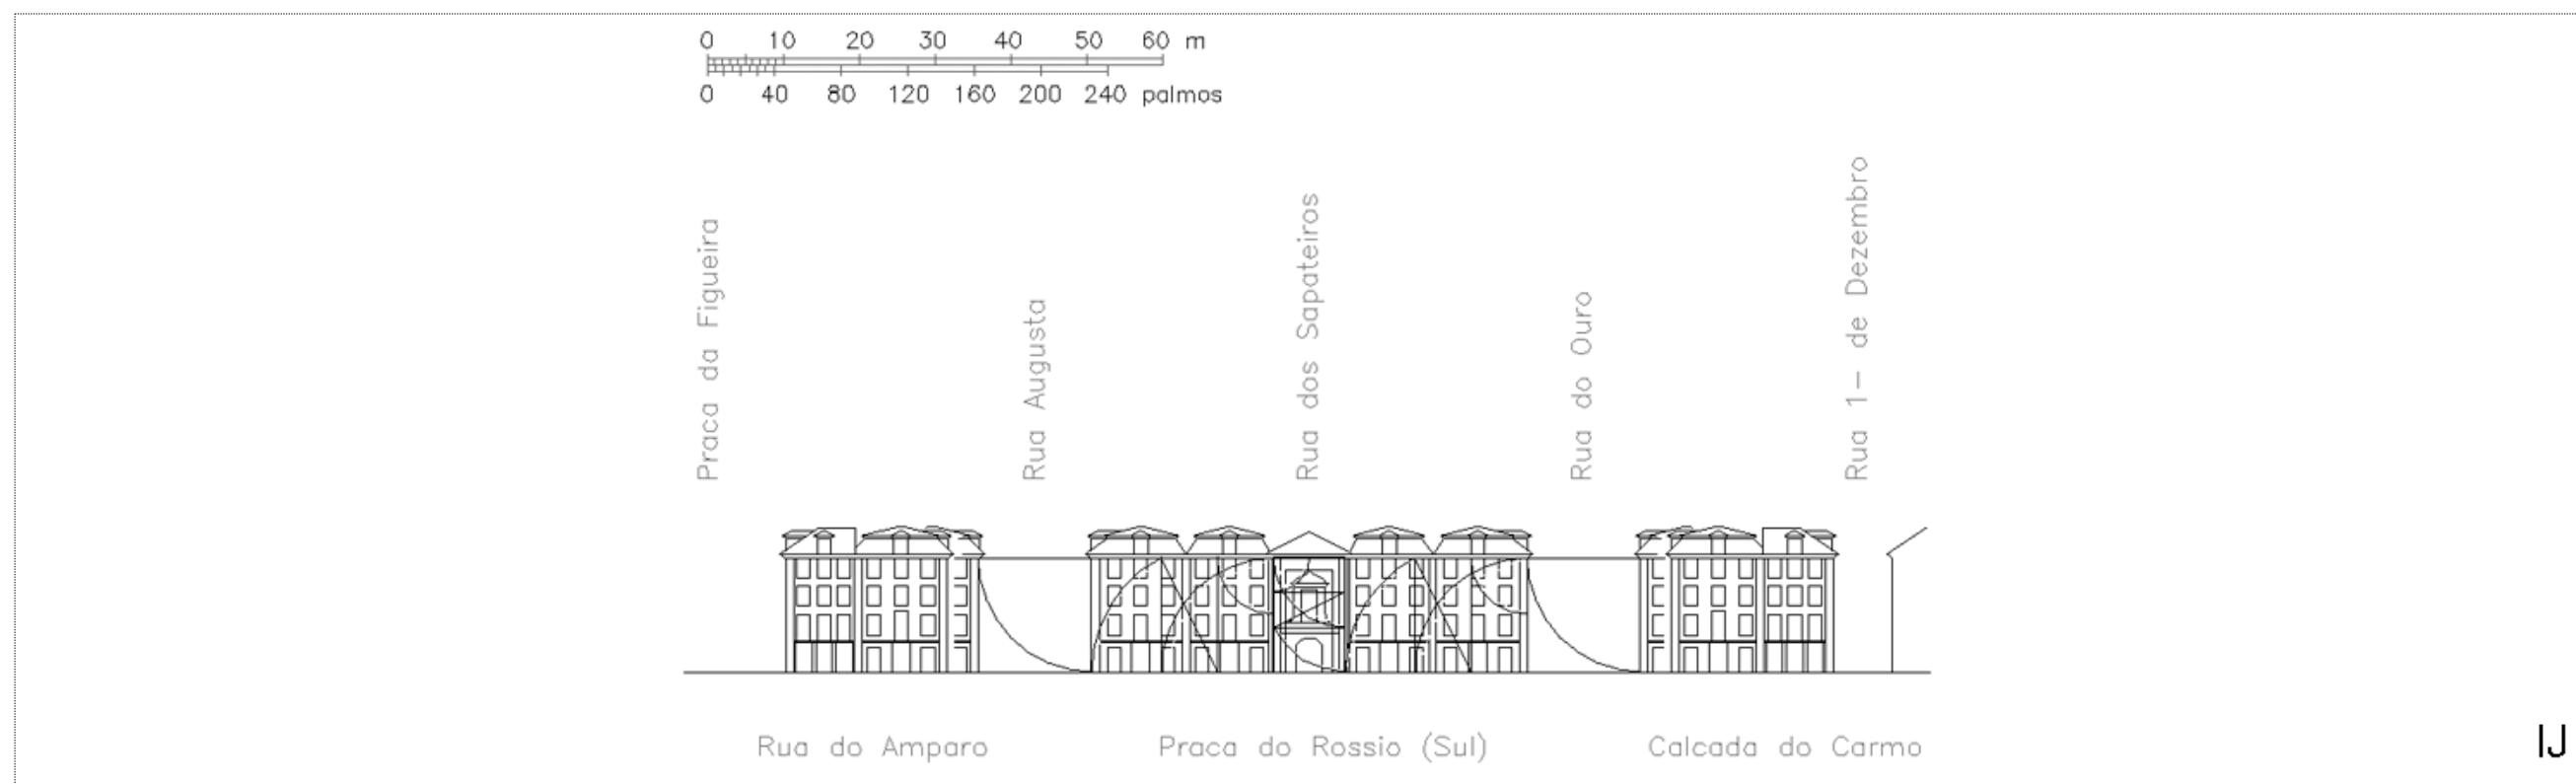 0 10 20 30 40 50 60 m
0 40 80 120 160 200 240 palmos
Praca da Figueira
Rua Augusta
Rua dos Sapateiros
Rua do Ouro
Rua 1- de Dezembro
Rua do Amparo
Praca do Rossio (Sul)
Calcada do Carmo
IJ